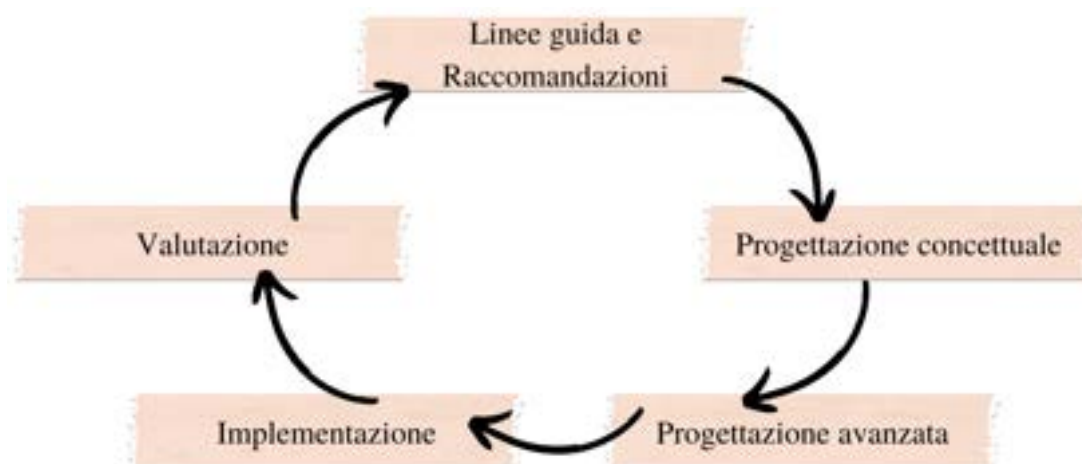 Linee guida e
Raccomandazioni
Valutazione
Progettazione concettuale
Implementazione
Progettazione avanzata